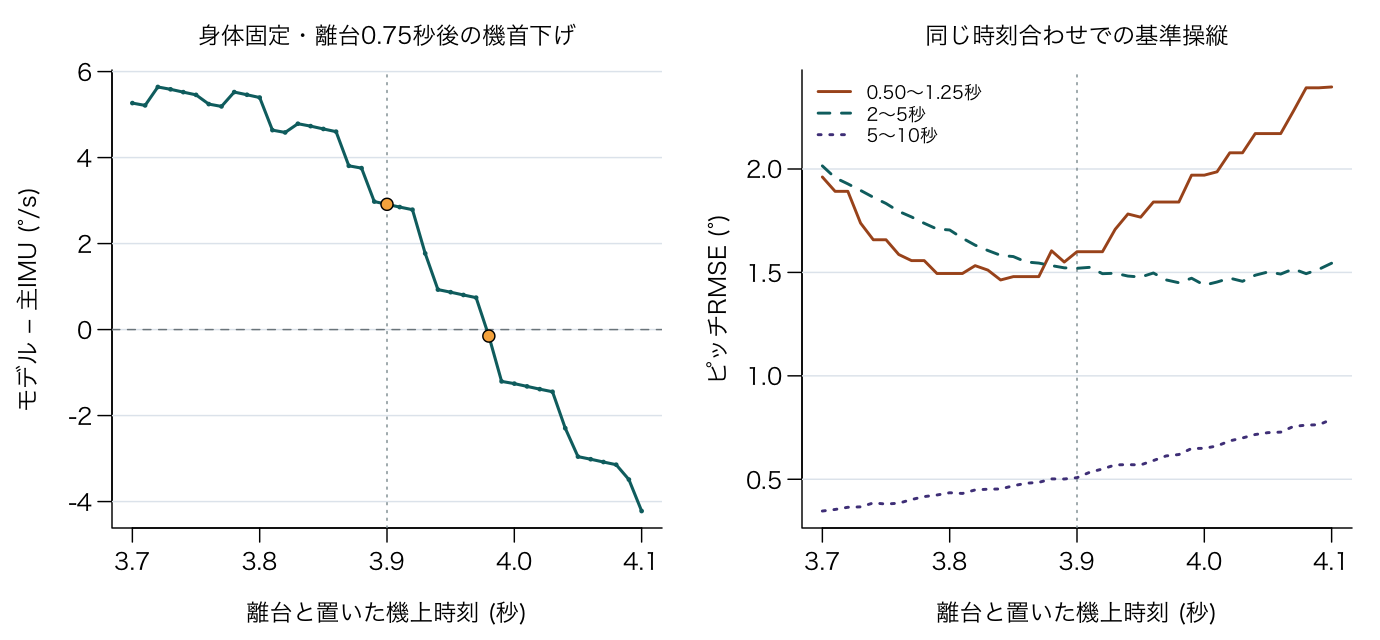 身体固定・離台0.75秒後の機首下げ
モデル − 主IMU (°/s)
6
4
2
0
-2
-4
3.7
3.8
3.9
4.0
4.1
離台と置いた機上時刻 (秒)
同じ時刻合わせでの基準操縦
0.50〜1.25秒
2〜5秒
5〜10秒
ピッチRMSE (°)
2.0
1.5
1.0
0.5
3.7
3.8
3.9
4.0
4.1
離台と置いた機上時刻 (秒)